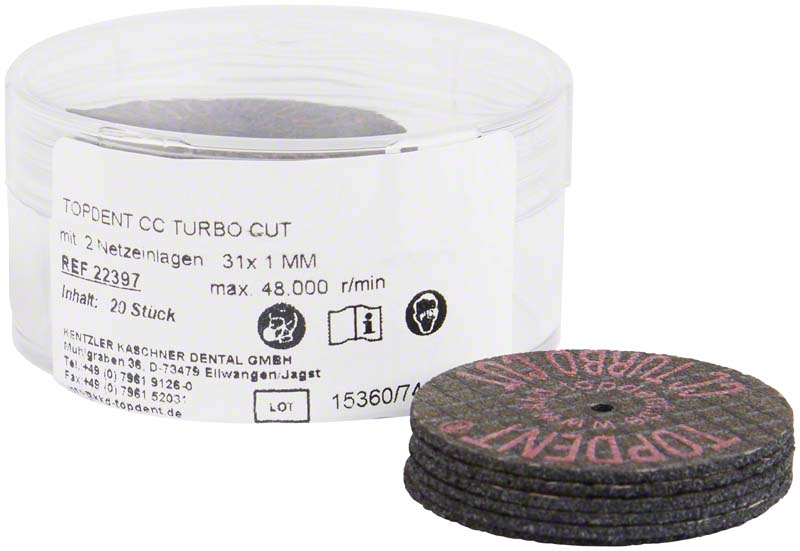 TOPDENT CC TURBO CUT
mit 2 Netzeinlagen 31x 1 MM
REF 22397 max. 48.000 r/min
Inhalt: 20 Stück
KENTZLER KASCHNER DENTAL GMBH
Mühlgraben 36, D-73479 Ellwangen/Jagst
Tel.+49 (0) 7961 9126-0
Fax+49 (0) 7961 52031
LOT 15360/74
TOPDENT®
TURBO CUT